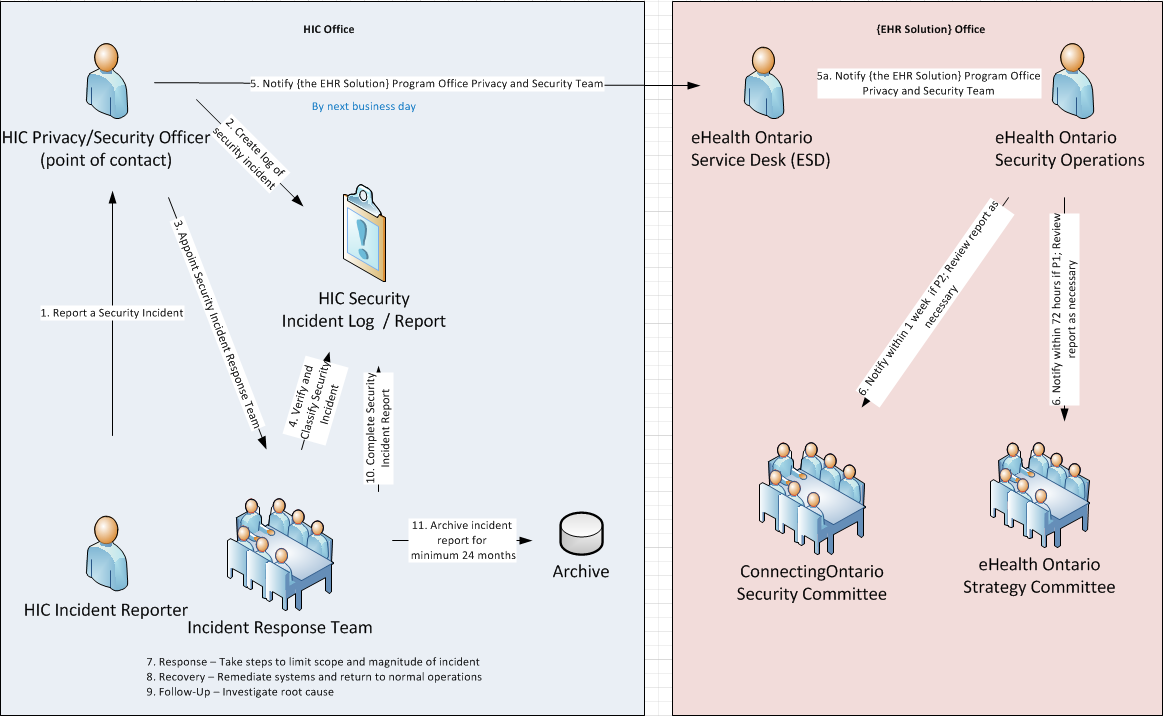 HIC Office
5. Notify {the EHR Solution} Program Office Privacy and Security Team
By next business day
HIC Privacy/Security Officer
(point of contact)
2. Create log of
security incident
HIC Security
Incident Log / Report
1. Report a Security Incident
3. Appoint Security Incident Response Team
4. Verify and
Classify Security
Incident
10. Complete Security
Incident Report
11. Archive incident
report for
minimum 24 months
Archive
HIC Incident Reporter
Incident Response Team
7. Response – Take steps to limit scope and magnitude of incident
8. Recovery – Remediate systems and return to normal operations
9. Follow-Up – Investigate root cause
{EHR Solution} Office
5a. Notify {the EHR Solution} Program Office
Privacy and Security Team
eHealth Ontario
Service Desk (ESD)
eHealth Ontario
Security Operations
6. Notify within 1 week if P2; Review report as
necessary
6. Notify within 72 hours if P1; Review
report as necessary
ConnectingOntario
Security Committee
eHealth Ontario
Strategy Committee